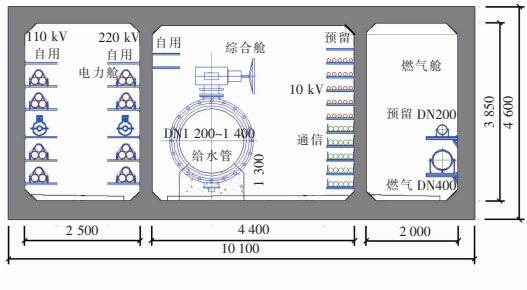 110 kV
自用
220 kV
自用
电力舱
自用
综合舱
DN1 200~1 400
给水管
1 300
预留
10 kV
通信
燃气舱
预留 DN200
燃气 DN400
3 850
4 600
2 500
4 400
2 000
10 100